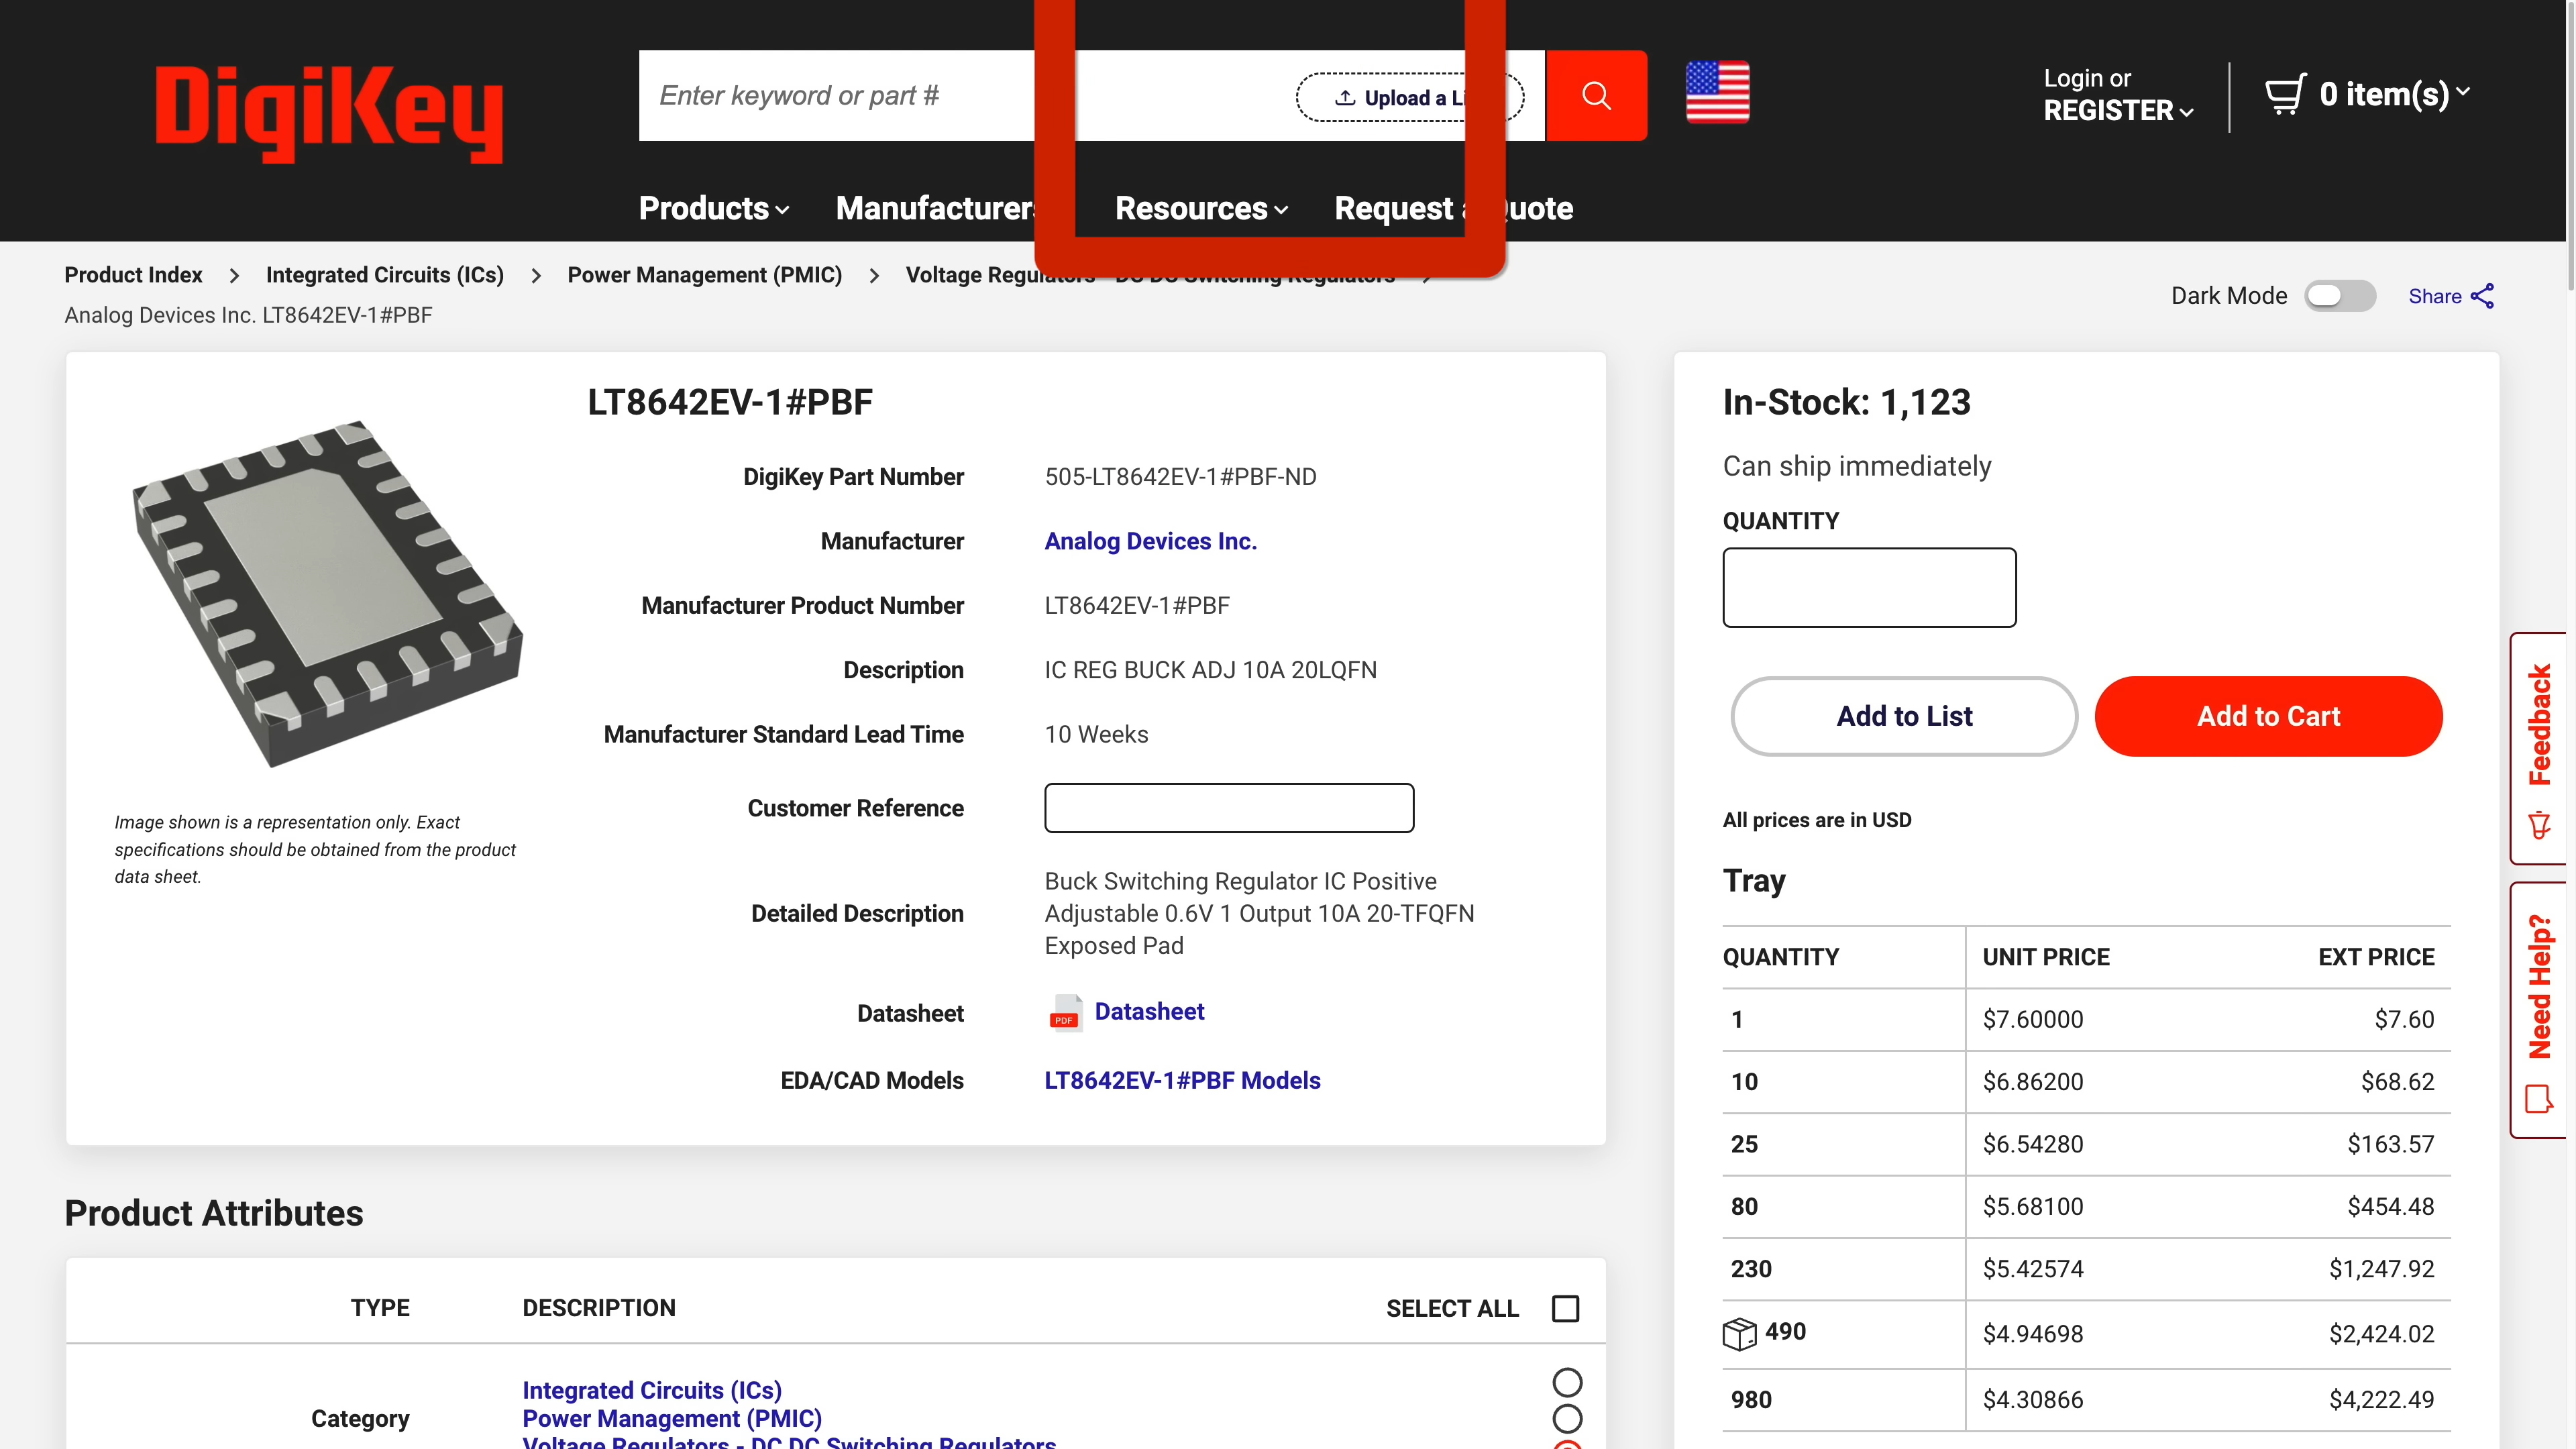 DigiKey
Enter keyword or part #
Upload a
Login or
REGISTER
0 item(s)
Products
Manufacturers
Resources
Request a Quote
Product Index > Integrated Circuits (ICs) > Power Management (PMIC) > Voltage Regulators DC DC Switching Regulators >
Analog Devices Inc. LT8642EV-1#PBF
Dark Mode
Share
LT8642EV-1#PBF
DigiKey Part Number 505-LT8642EV-1#PBF-ND
Manufacturer Analog Devices Inc.
Manufacturer Product Number LT8642EV-1#PBF
Description IC REG BUCK ADJ 10A 20LQFN
Manufacturer Standard Lead Time 10 Weeks
Customer Reference
Detailed Description Buck Switching Regulator IC Positive
Adjustable 0.6V 1 Output 10A 20-TFQFN
Exposed Pad
Datasheet PDF Datasheet
EDA/CAD Models LT8642EV-1#PBF Models
Image shown is a representation only. Exact
specifications should be obtained from the product
data sheet.
In-Stock: 1,123
Can ship immediately
QUANTITY
Add to List
Add to Cart
All prices are in USD
Tray
QUANTITY UNIT PRICE EXT PRICE
1 $7.60000 $7.60
10 $6.86200 $68.62
25 $6.54280 $163.57
80 $5.68100 $454.48
230 $5.42574 $1,247.92
490 $4.94698 $2,424.02
980 $4.30866 $4,222.49
Feedback
Need Help?
Product Attributes
TYPE DESCRIPTION SELECT ALL
Category
Integrated Circuits (ICs)
Power Management (PMIC)
Voltage Regulators - DC DC Switching Regulators